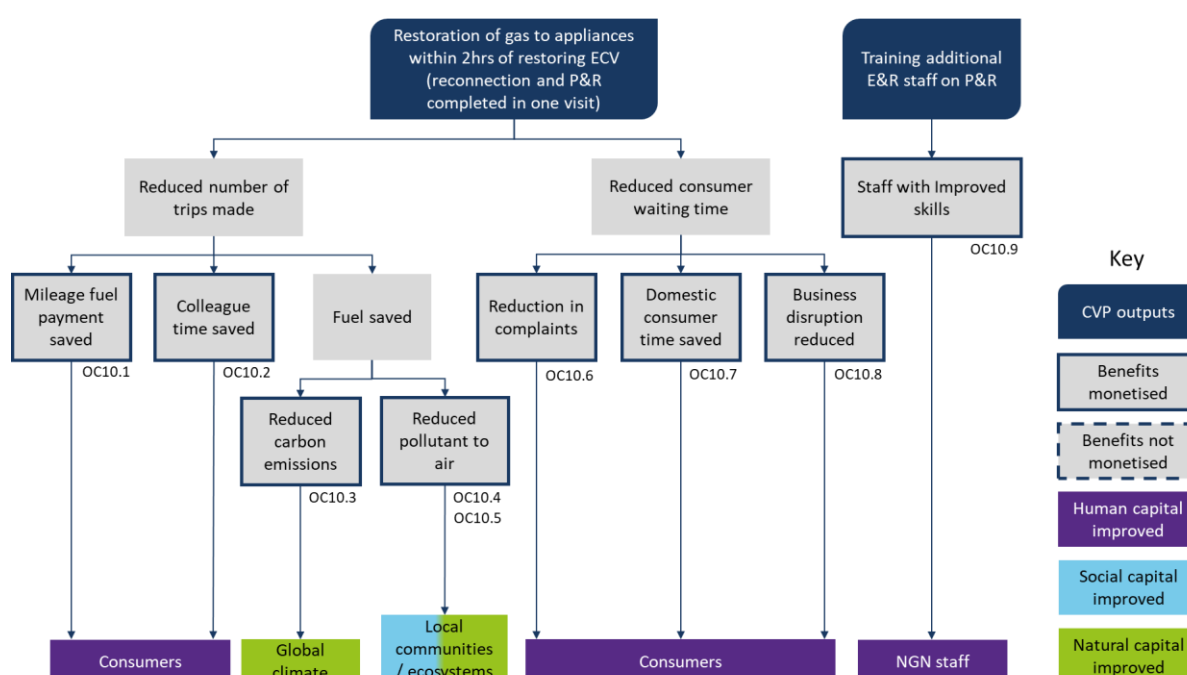 Restoration of gas to appliances
within 2hrs of restoring ECV
(reconnection and P&R
completed in one visit)
Training additional
E&R staff on P&R
Reduced number of
trips made
Reduced consumer
waiting time
Staff with Improved
skills
OC10.9
Mileage fuel
payment
saved
OC10.1
Colleague
time saved
OC10.2
Fuel saved
Reduction in
complaints
OC10.6
Domestic
consumer
time saved
OC10.7
Business
disruption
reduced
OC10.8
Reduced
carbon
emissions
OC10.3
Reduced
pollutant to
air
OC10.4
OC10.5
Consumers
Global
climate
Local
communities
/ ecosystems
Consumers
NGN staff
Key
CVP outputs
Benefits
monetised
Benefits not
monetised
Human capital
improved
Social capital
improved
Natural capital
improved